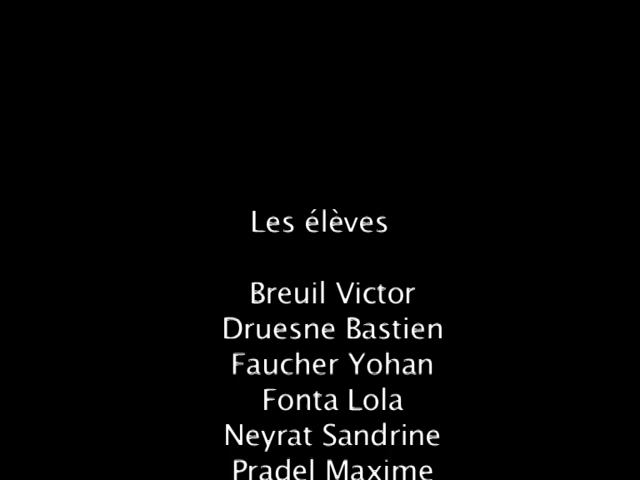 Les élèves
Breuil Victor
Druesne Bastien
Faucher Yohan
Fonta Lola
Neyrat Sandrine
Pradel Maxime